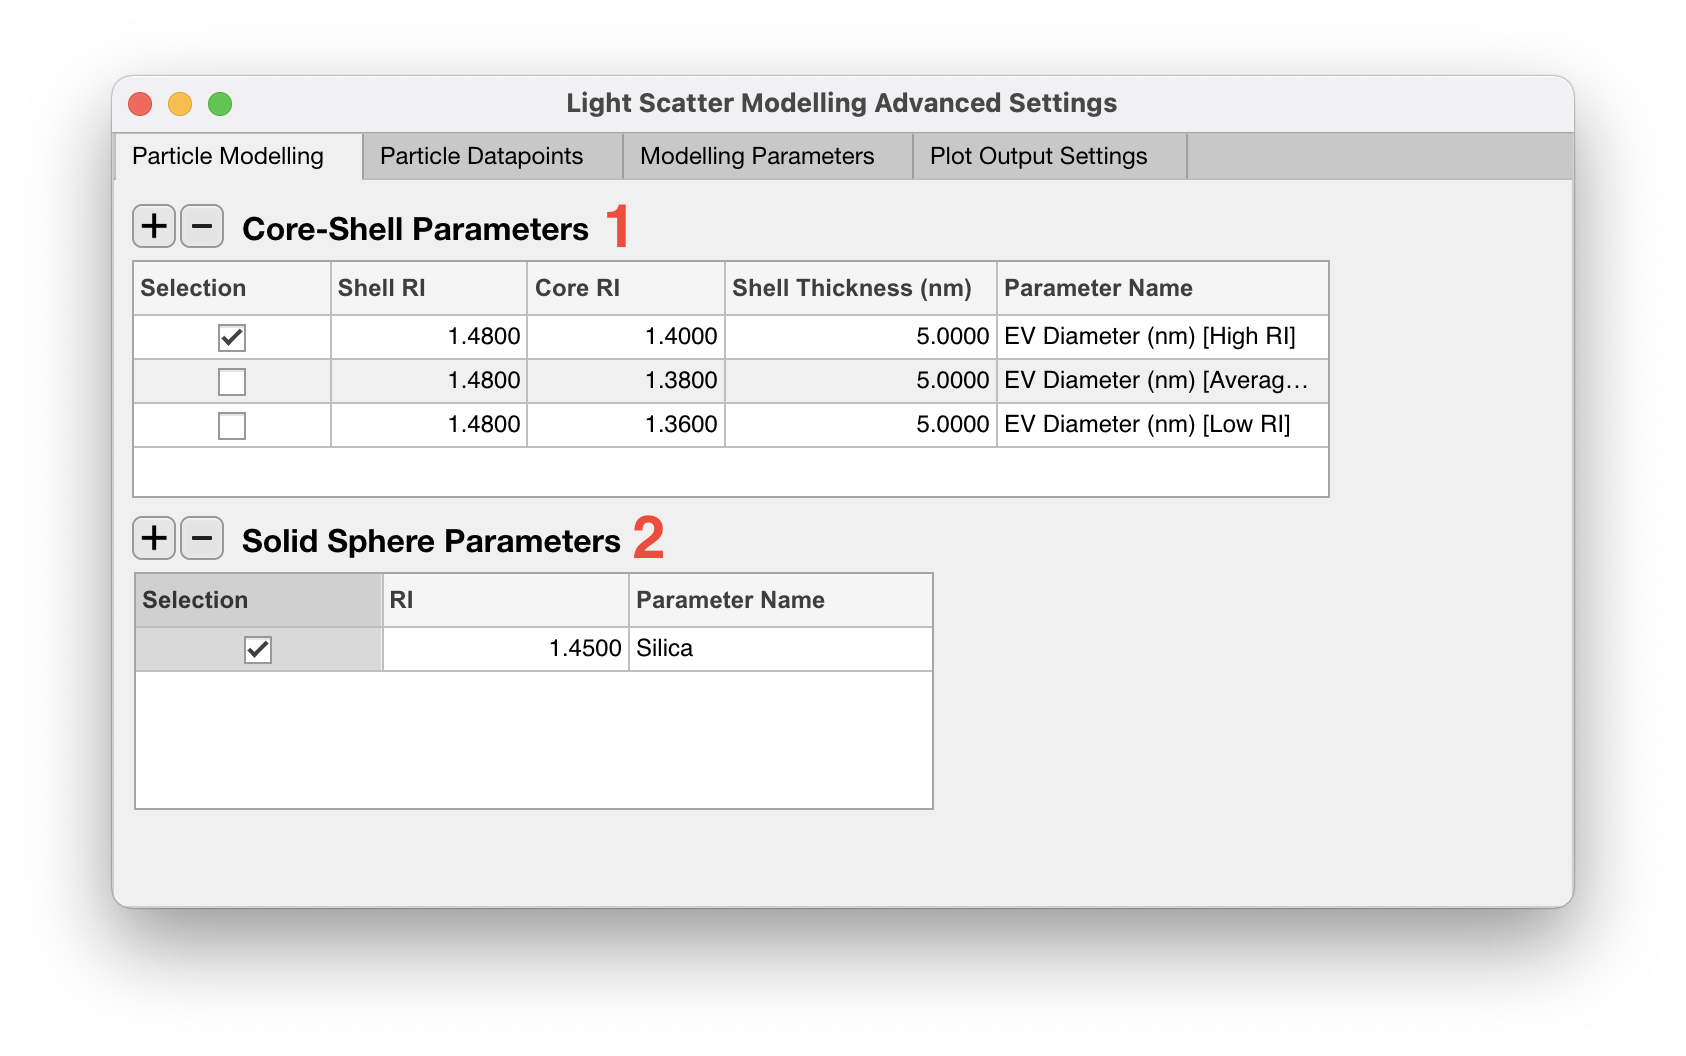 Light Scatter Modelling Advanced Settings
Particle Modelling Particle Datapoints Modelling Parameters Plot Output Settings
+ − Core-Shell Parameters 1
Selection Shell RI Core RI Shell Thickness (nm) Parameter Name
1.4800 1.4000 5.0000 EV Diameter (nm) [High RI]
1.4800 1.3800 5.0000 EV Diameter (nm) [Averag…
1.4800 1.3600 5.0000 EV Diameter (nm) [Low RI]
+ − Solid Sphere Parameters 2
Selection RI Parameter Name
1.4500 Silica